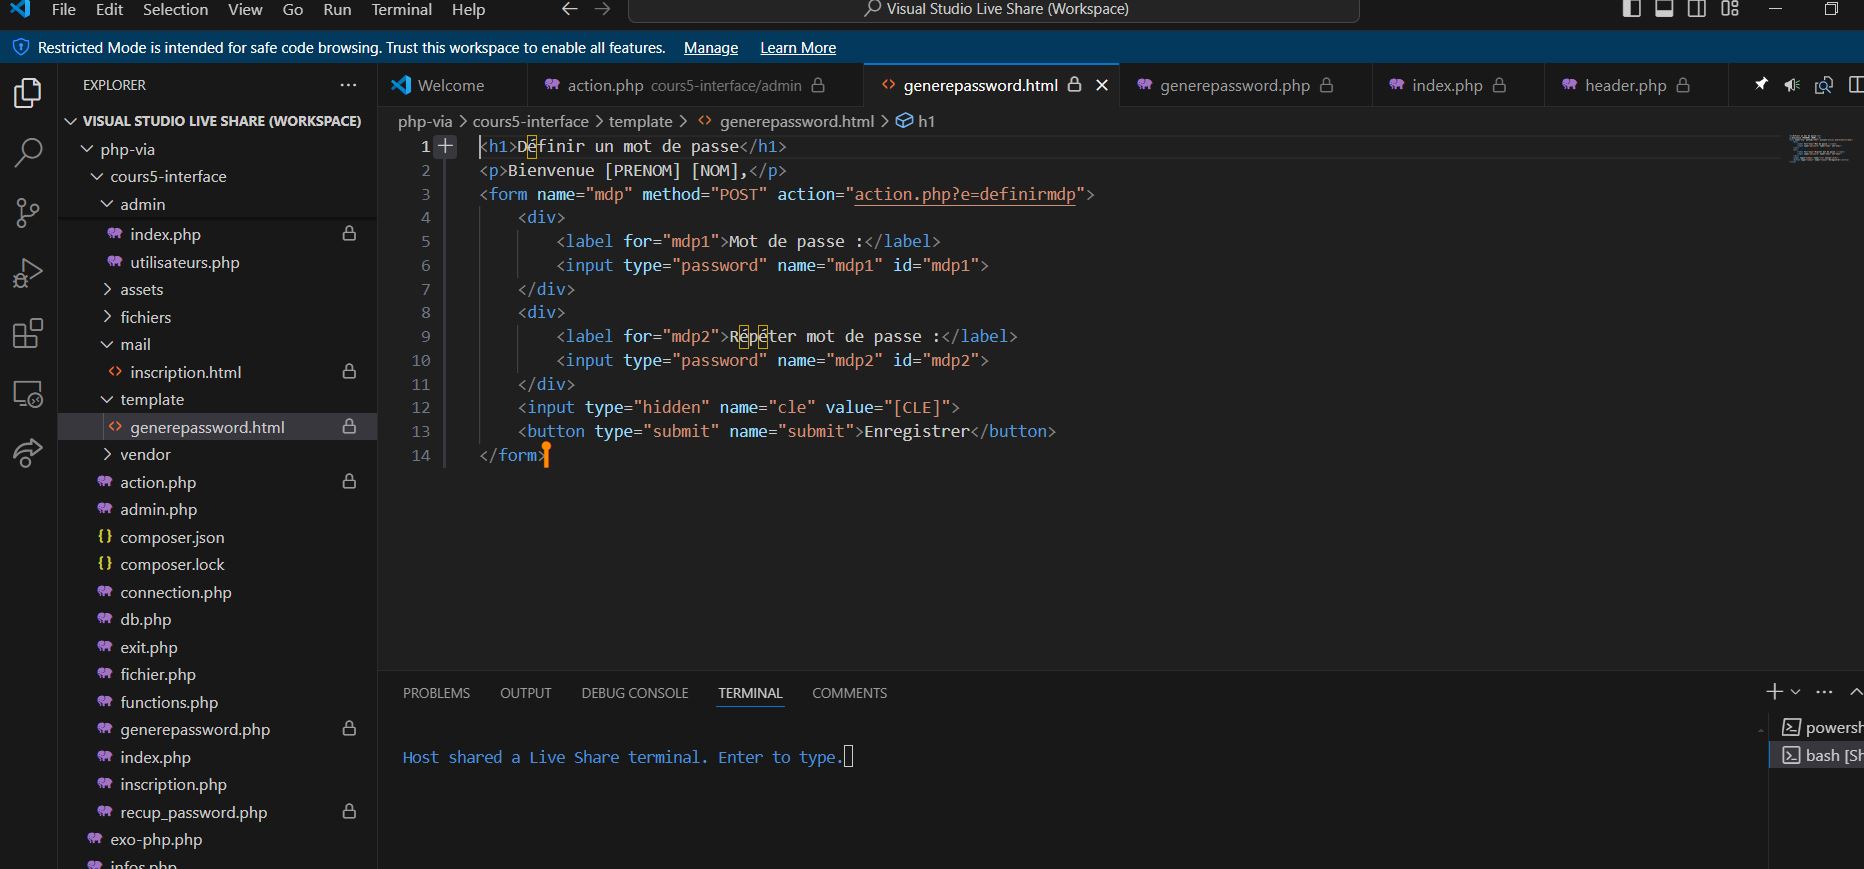 File Edit Selection View Go Run Terminal Help
Visual Studio Live Share (Workspace)
Restricted Mode is intended for safe code browsing. Trust this workspace to enable all features. Manage Learn More
EXPLORER
VISUAL STUDIO LIVE SHARE (WORKSPACE)
php-via
cours5-interface
admin
index.php
utilisateurs.php
assets
fichiers
mail
inscription.html
template
generepassword.html
vendor
action.php
admin.php
composer.json
composer.lock
connection.php
db.php
exit.php
fichier.php
functions.php
generepassword.php
index.php
inscription.php
recup_password.php
exo-php.php
infos.php
Welcome action.php cours5-interface/admin generepassword.html generepassword.php index.php header.php
php-via > cours5-interface > template > generepassword.html > h1
1 <h1>Définir un mot de passe</h1>
2 <p>Bienvenue [PRENOM] [NOM],</p>
3 <form name="mdp" method="POST" action="action.php?e=definirmdp">
4 <div>
5 <label for="mdp1">Mot de passe :</label>
6 <input type="password" name="mdp1" id="mdp1">
7 </div>
8 <div>
9 <label for="mdp2">Répéter mot de passe :</label>
10 <input type="password" name="mdp2" id="mdp2">
11 </div>
12 <input type="hidden" name="cle" value="[CLE]">
13 <button type="submit" name="submit">Enregistrer</button>
14 </form>
PROBLEMS OUTPUT DEBUG CONSOLE TERMINAL COMMENTS
Host shared a Live Share terminal. Enter to type.
powersh
bash [Sh